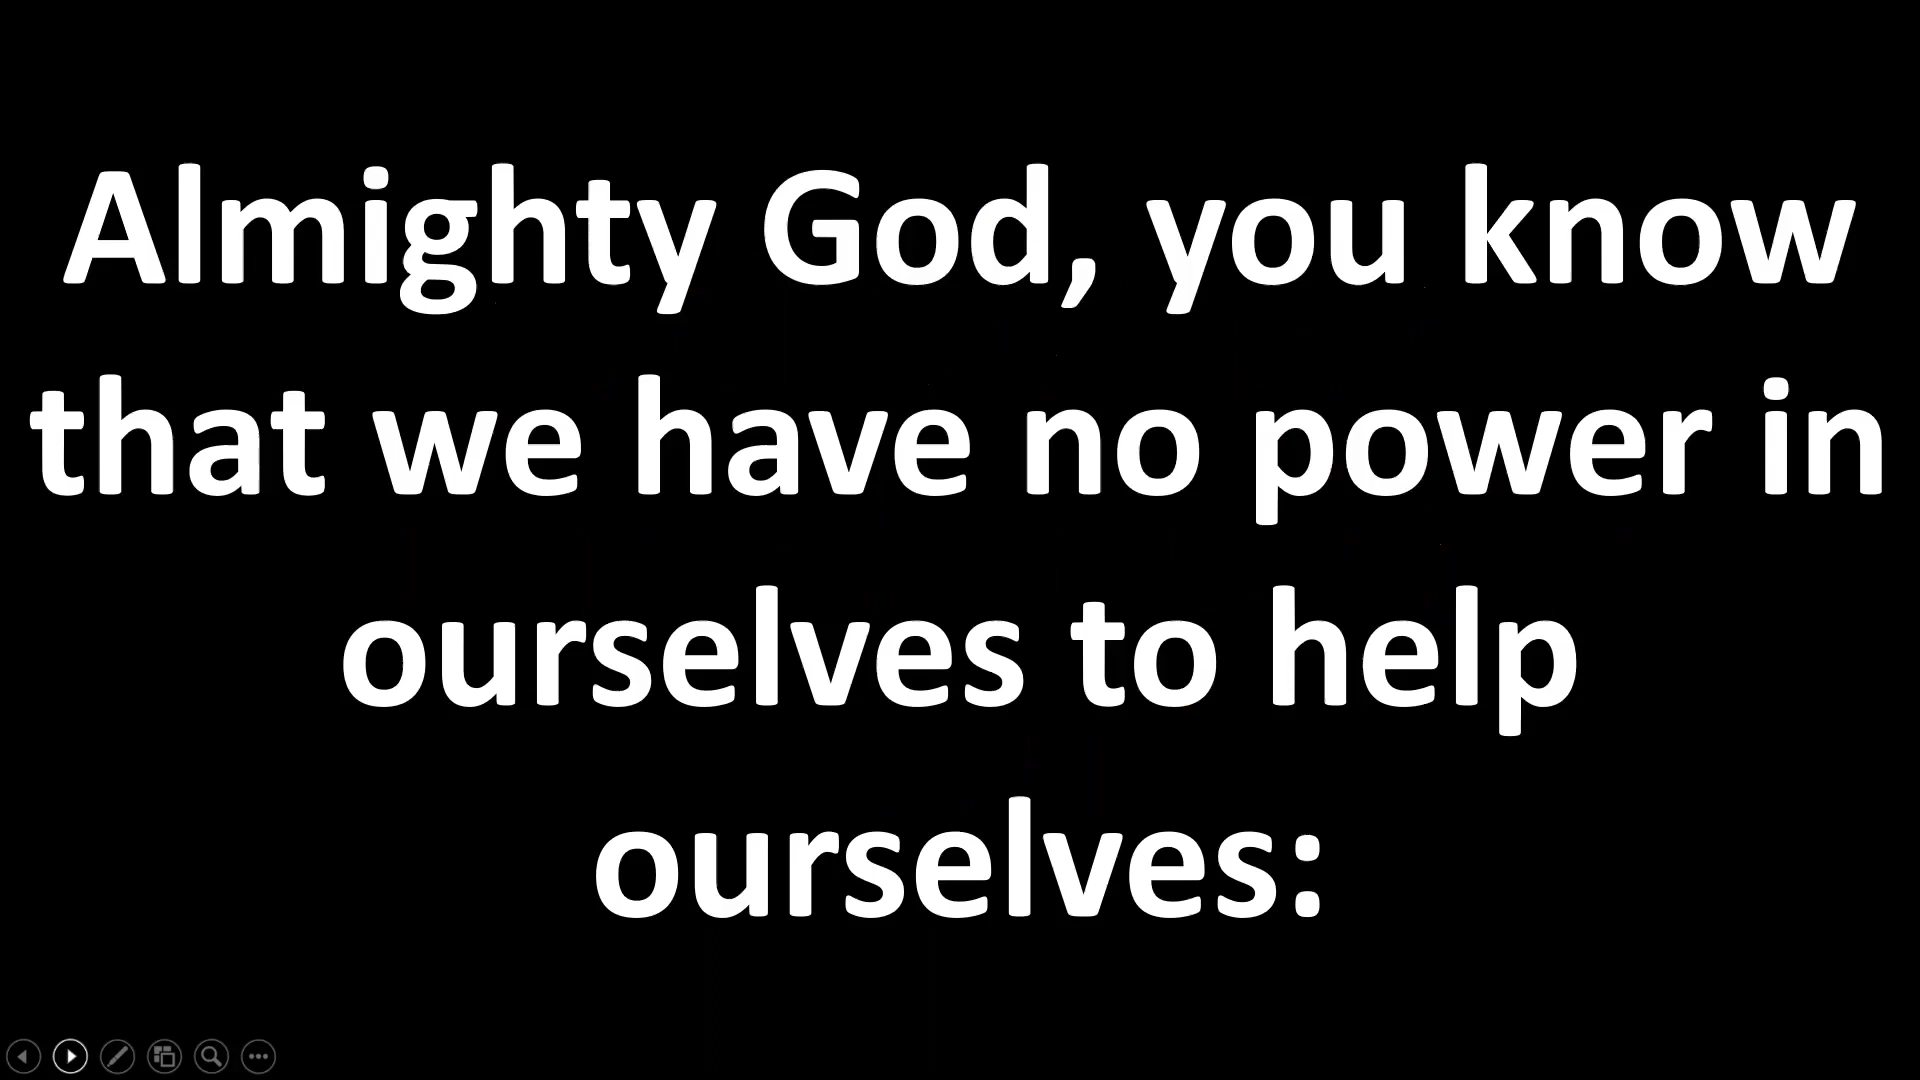 Almighty God, you know
that we have no power in
ourselves to help
ourselves: